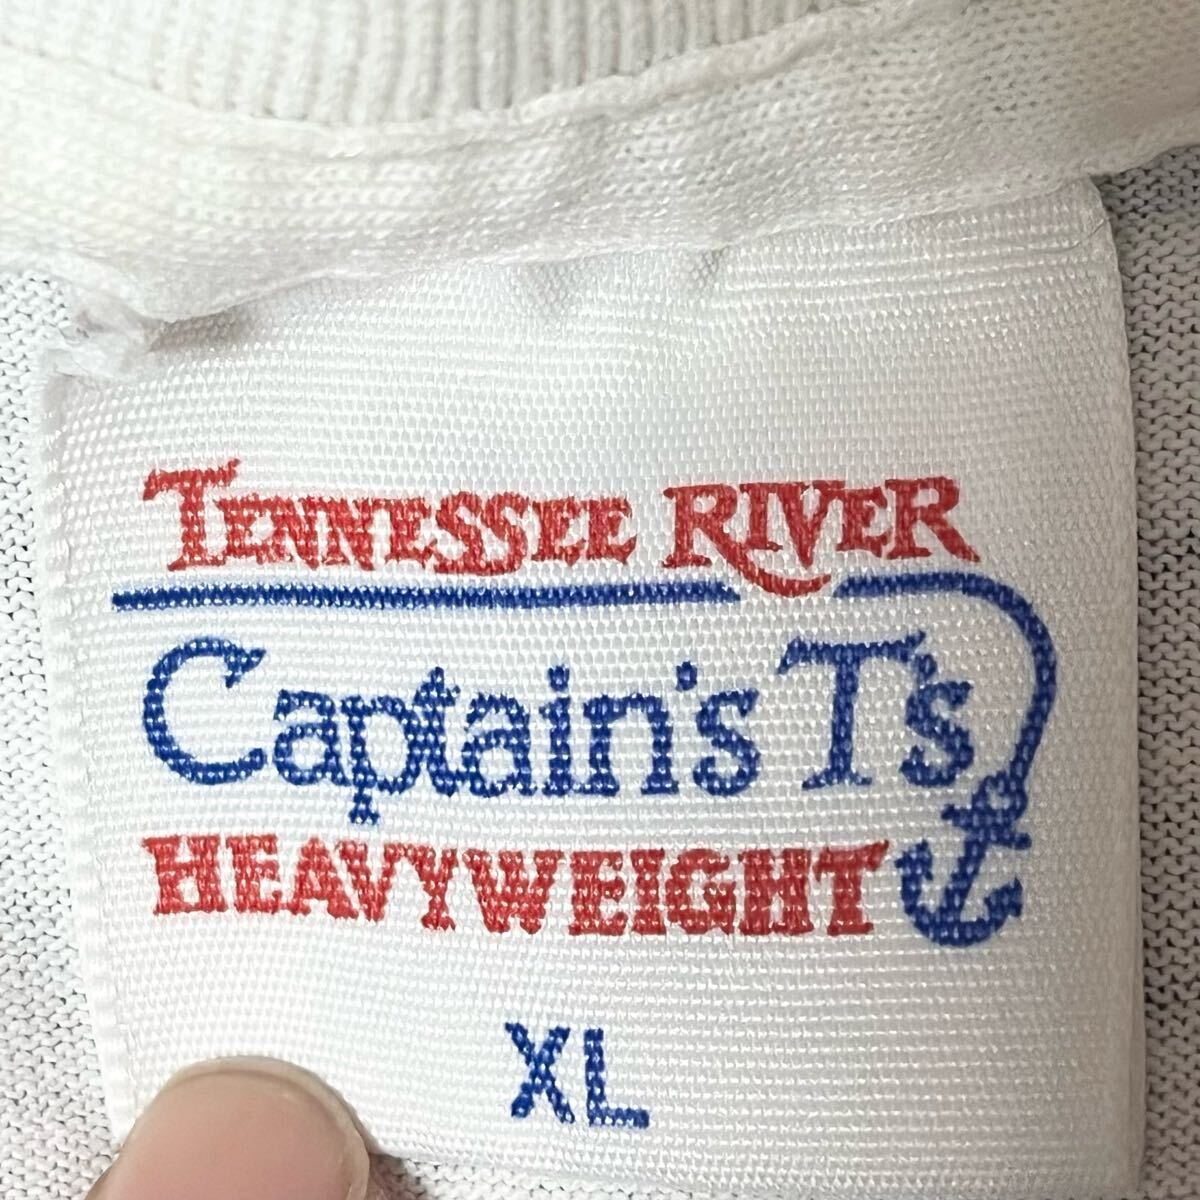 TENNESSEE RIVER
Captain's T's
HEAVYWEIGHT
XL